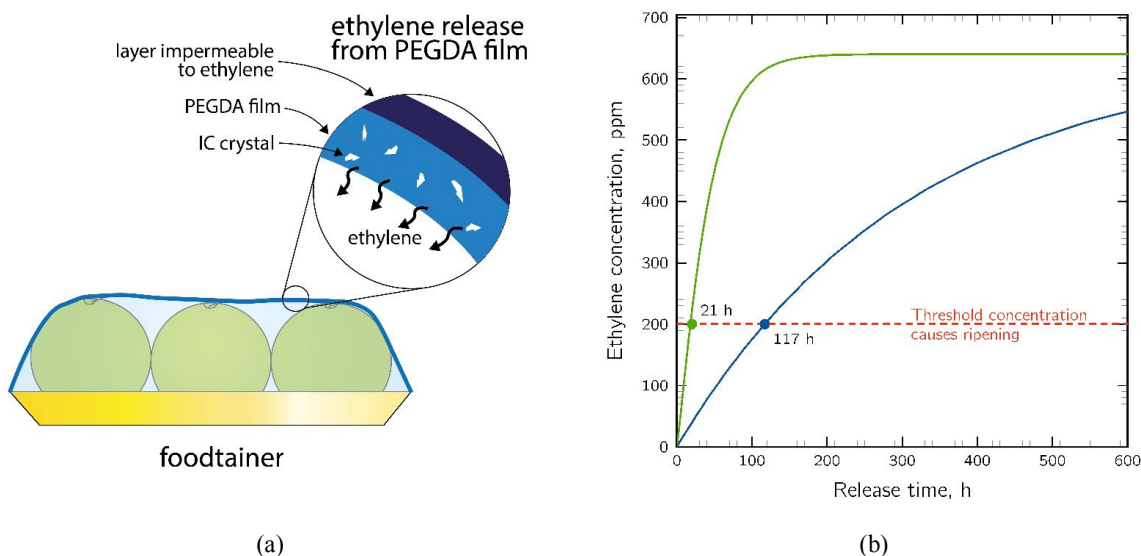 ethylene release
from PEGDA film
layer impermeable
to ethylene
PEGDA film
IC crystal
ethylene
foodtainer
(a)
Ethylene concentration, ppm
700
600
500
400
300
200
100
0
21 h
117 h
Threshold concentration
causes ripening
0 100 200 300 400 500 600
Release time, h
(b)